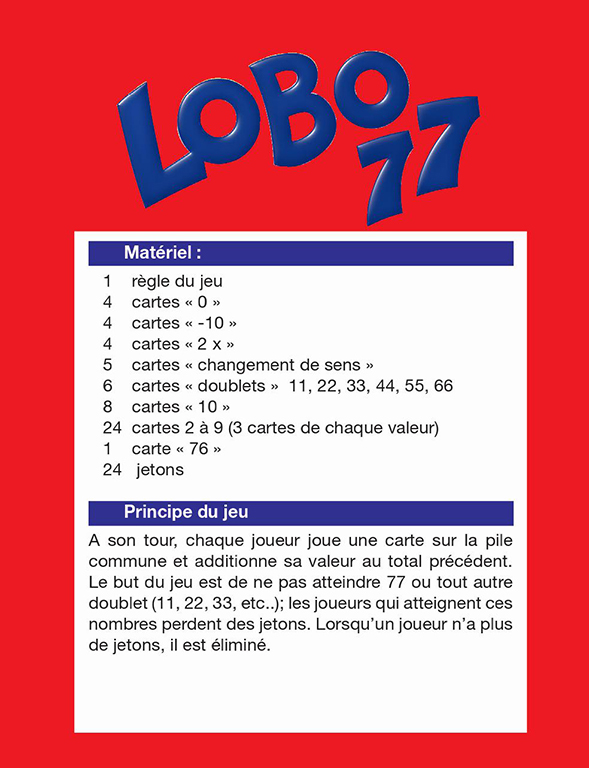 LOBO 77
Matériel :
1 règle du jeu
4 cartes « 0 »
4 cartes « -10 »
4 cartes « 2 x »
5 cartes « changement de sens »
6 cartes « doublets » 11, 22, 33, 44, 55, 66
8 cartes « 10 »
24 cartes 2 à 9 (3 cartes de chaque valeur)
1 carte « 76 »
24 jetons
Principe du jeu
A son tour, chaque joueur joue une carte sur la pile
commune et additionne sa valeur au total précédent.
Le but du jeu est de ne pas atteindre 77 ou tout autre
doublet (11, 22, 33, etc..); les joueurs qui atteignent ces
nombres perdent des jetons. Lorsqu'un joueur n'a plus
de jetons, il est éliminé.